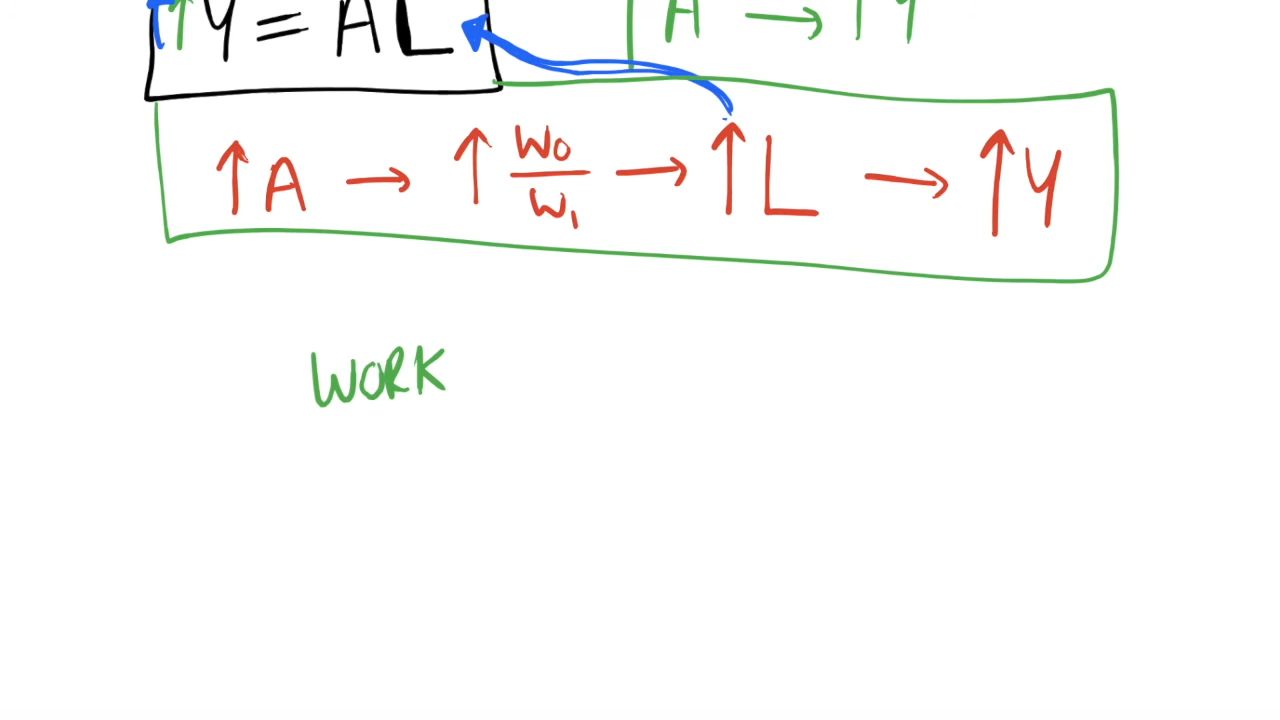 ↑Y = AL
A → ↑Y
↑A → ↑ W0/W1 → ↑L → ↑Y
WORK